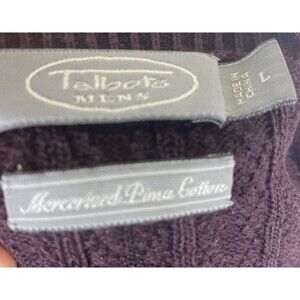 Talbots
MENS
MADE IN
CHINA
L
Mercerized Pima Cotton